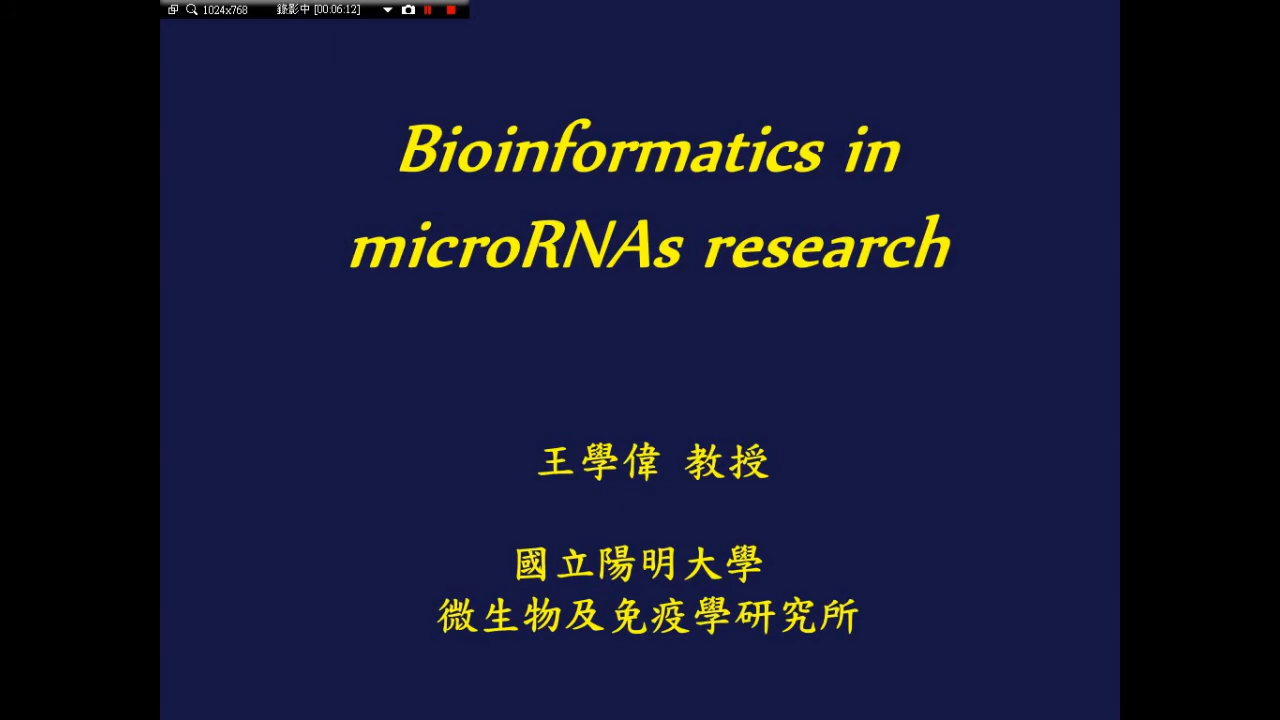 1024x768 錄影中 [00:06:12]
Bioinformatics in
microRNAs research
王學偉 教授
國立陽明大學
微生物及免疫學研究所